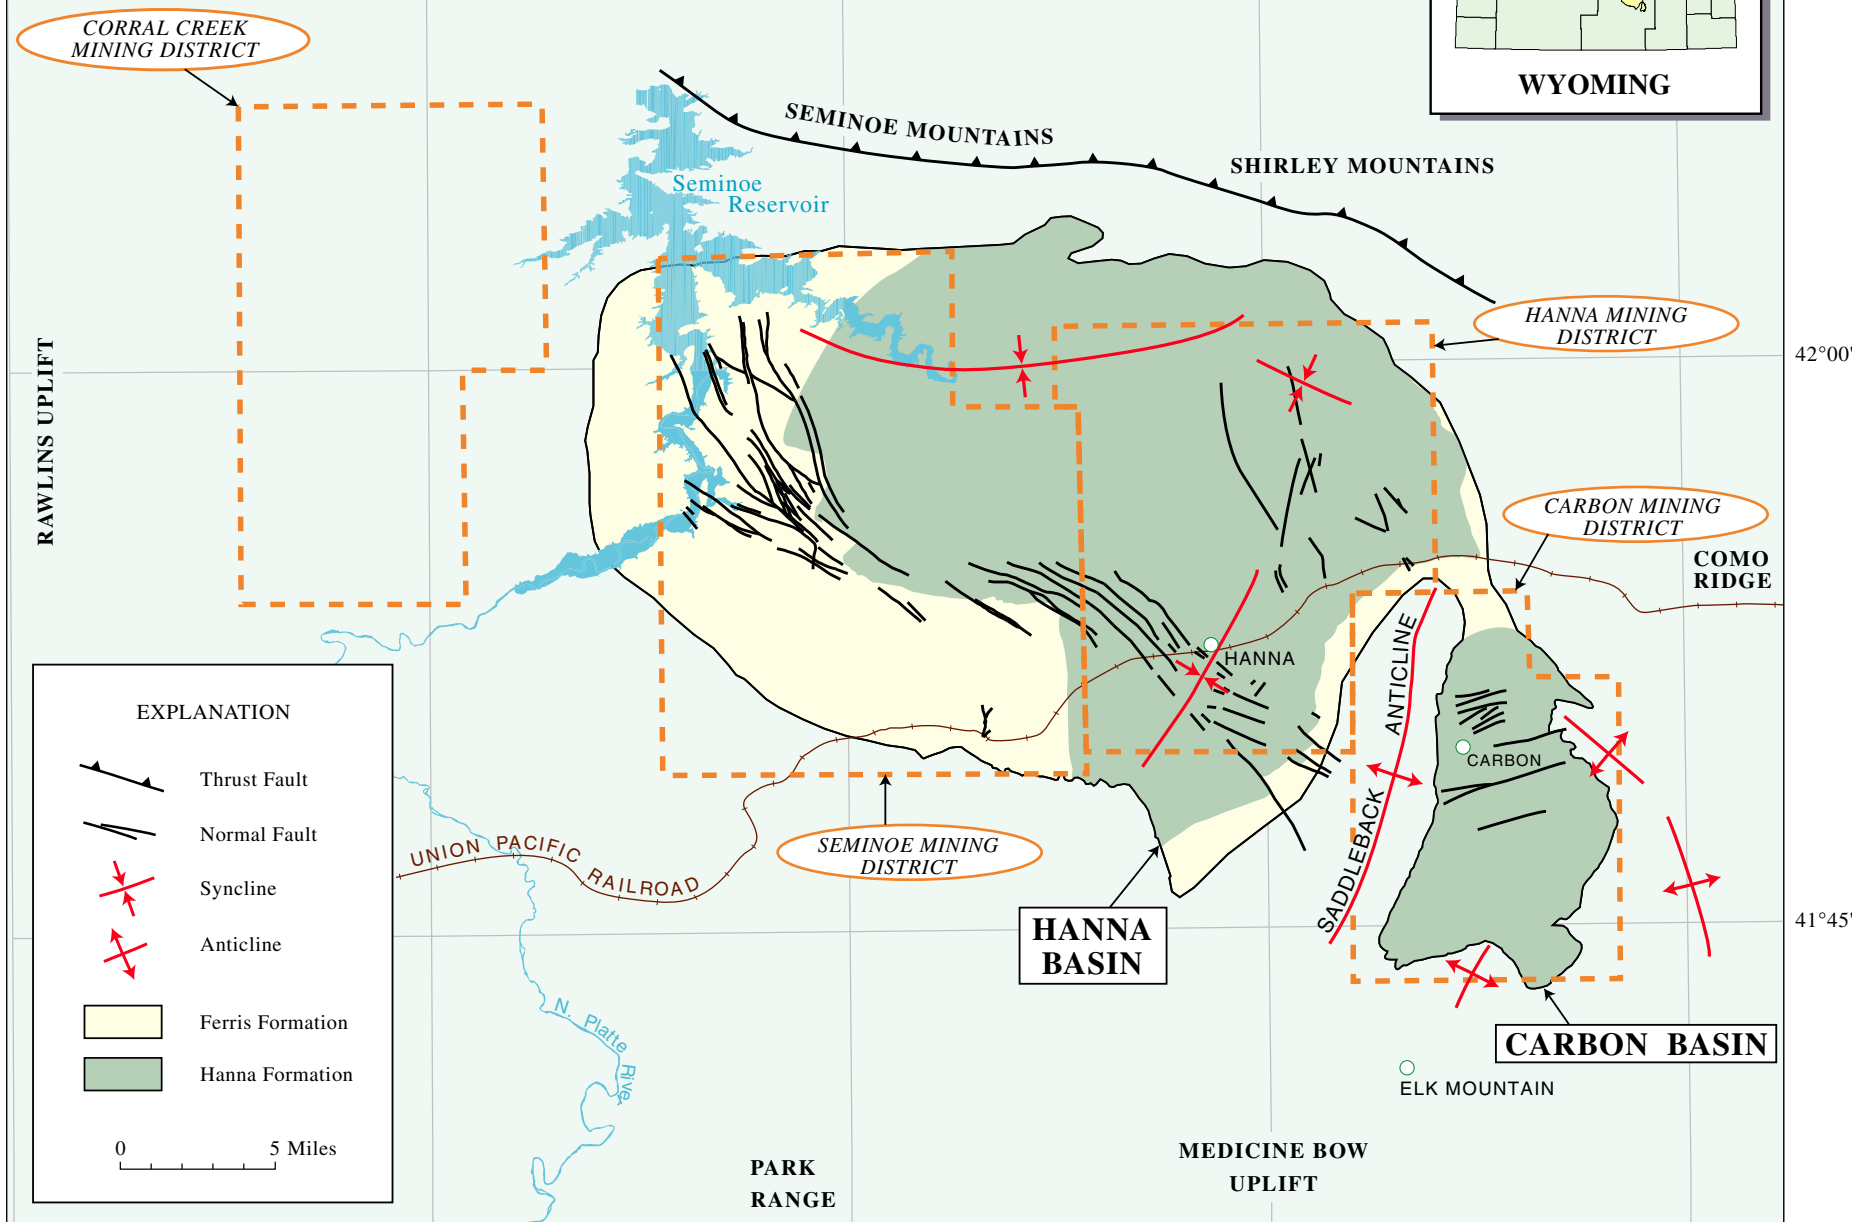 CORRAL CREEK
MINING DISTRICT
WYOMING
SEMINOE MOUNTAINS
SHIRLEY MOUNTAINS
Seminoe
Reservoir
HANNA MINING
DISTRICT
42°00'
RAWLINS UPLIFT
CARBON MINING
DISTRICT
COMO
RIDGE
HANNA
SADDLEBACK ANTICLINE
CARBON
EXPLANATION
Thrust Fault
Normal Fault
Syncline
Anticline
Ferris Formation
Hanna Formation
0 5 Miles
UNION PACIFIC RAILROAD
SEMINOE MINING
DISTRICT
HANNA
BASIN
41°45'
N. Platte River
CARBON BASIN
ELK MOUNTAIN
MEDICINE BOW
UPLIFT
PARK
RANGE